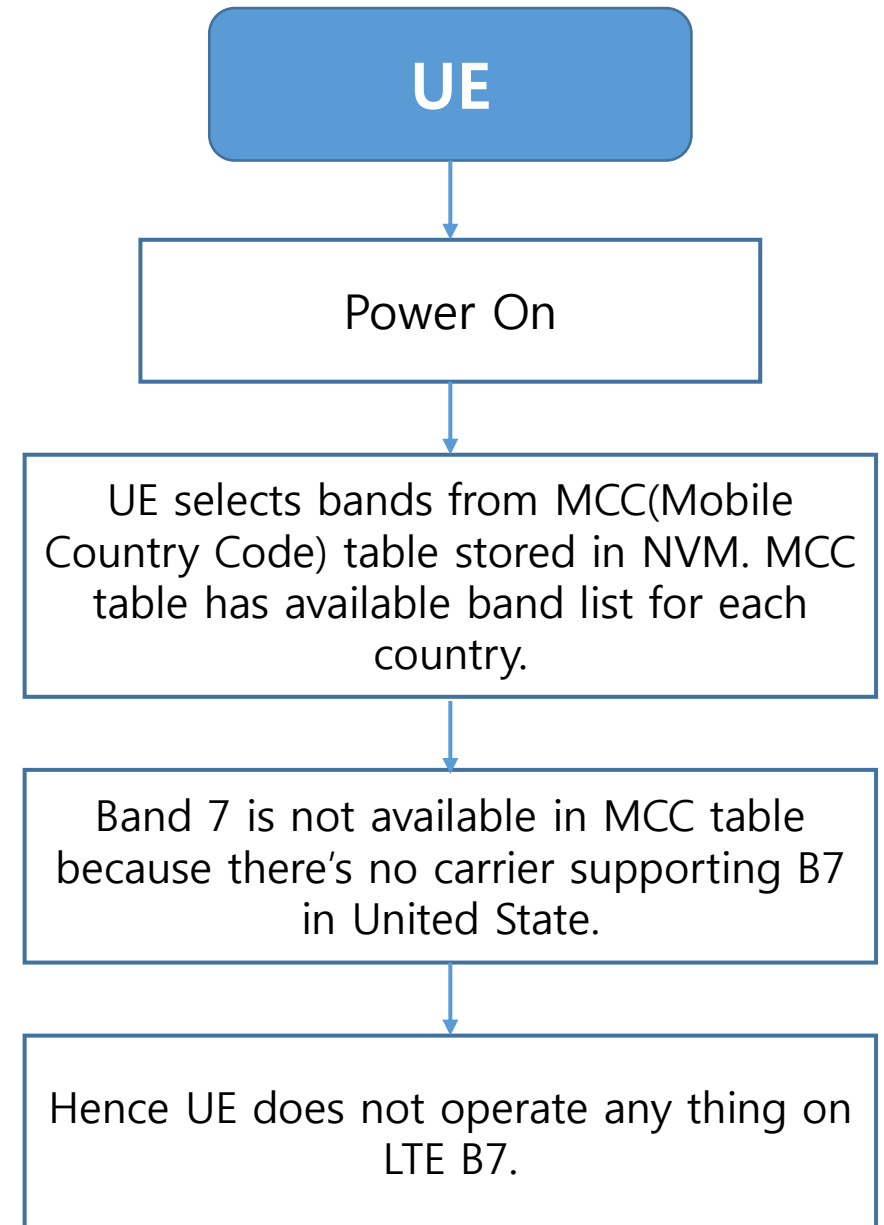 UE
Power On
UE selects bands from MCC(Mobile
Country Code) table stored in NVM. MCC
table has available band list for each
country.
Band 7 is not available in MCC table
because there’s no carrier supporting B7
in United State.
Hence UE does not operate any thing on
LTE B7.